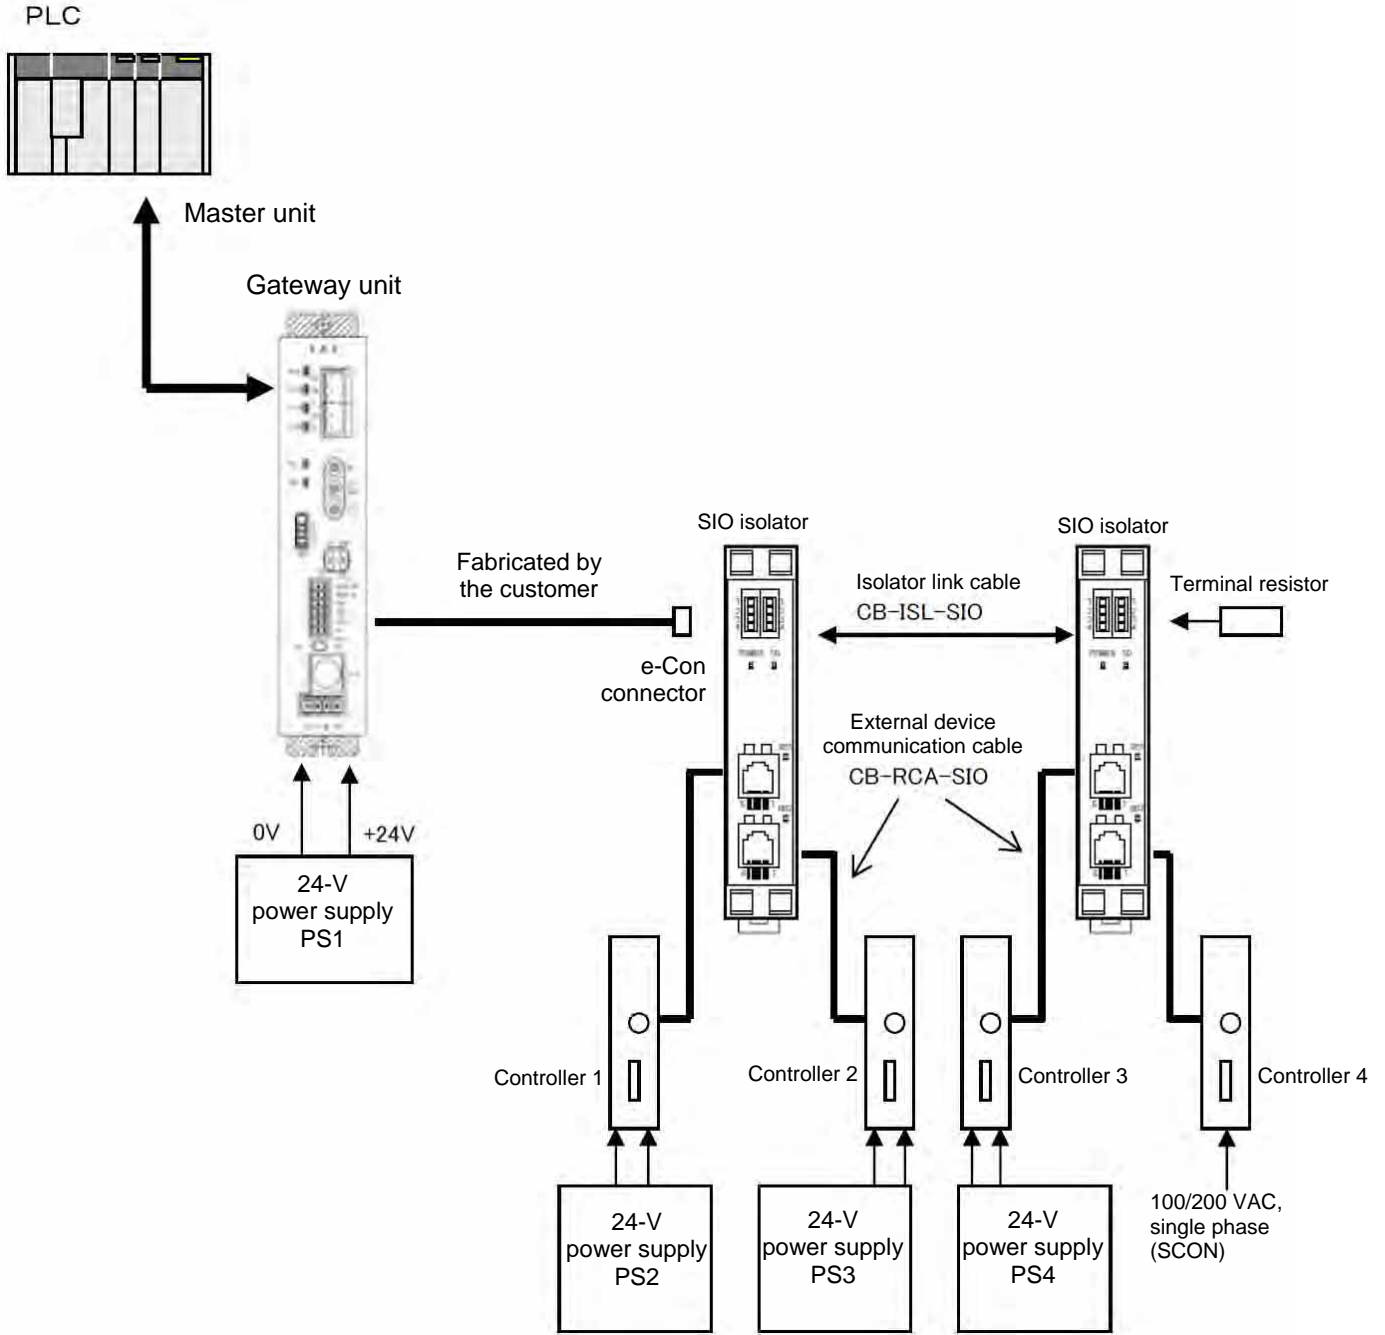 PLC
Master unit
Gateway unit
SIO isolator
SIO isolator
Fabricated by
the customer
Isolator link cable
CB-ISL-SIO
Terminal resistor
e-Con
connector
External device
communication cable
CB-RCA-SIO
0V
+24V
24-V
power supply
PS1
Controller 1
Controller 2
Controller 3
Controller 4
24-V
power supply
PS2
24-V
power supply
PS3
24-V
power supply
PS4
100/200 VAC,
single phase
(SCON)